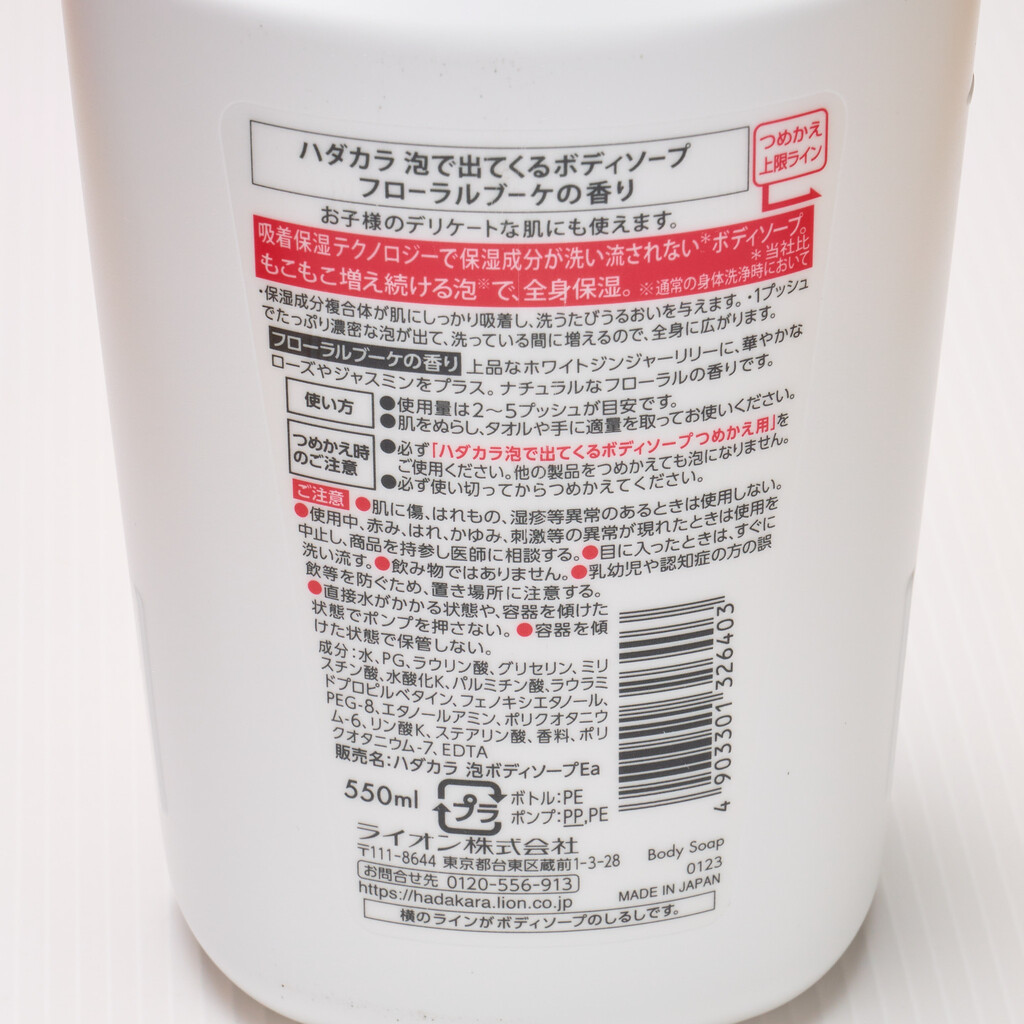 ハダカラ 泡で出てくるボディソープ
フローラルブーケの香り
つめかえ
上限ライン
お子様のデリケートな肌にも使えます。
吸着保湿テクノロジーで保湿成分が洗い流されない*ボディソープ。
*当社比
もこもこ増え続ける泡※で、全身保湿。※通常の身体洗浄時において
・保湿成分複合体が肌にしっかり吸着し、洗うたびうるおいを与えます。・1プッシュ
でたっぷり濃密な泡が出て、洗っている間に増えるので、全身に広がります。
フローラルブーケの香り 上品なホワイトジンジャーリリーに、華やかな
ローズやジャスミンをプラス。ナチュラルなフローラルの香りです。
使い方
●使用量は2〜5プッシュが目安です。
●肌をぬらし、タオルや手に適量を取ってお使いください。
つめかえ時
のご注意
●必ず「ハダカラ泡で出てくるボディソープつめかえ用」を
ご使用ください。他の製品をつめかえても泡になりません。
●必ず使い切ってからつめかえてください。
ご注意 ●肌に傷、はれもの、湿疹等異常のあるときは使用しない。
●使用中、赤み、はれ、かゆみ、刺激等の異常が現れたときは使用を
中止し、商品を持参し医師に相談する。●目に入ったときは、すぐに
洗い流す。●飲み物ではありません。●乳幼児や認知症の方の誤
飲等を防ぐため、置き場所に注意する。
●直接水がかかる状態や、容器を傾けた
状態でポンプを押さない。●容器を傾
けた状態で保管しない。
成分：水、PG、ラウリン酸、グリセリン、ミリ
スチン酸、水酸化K、パルミチン酸、ラウラミ
ドプロピルベタイン、フェノキシエタノール、
PEG-8、エタノールアミン、ポリクオタニウ
ム-6、リン酸K、ステアリン酸、香料、ポリ
クオタニウム-7、EDTA
販売名：ハダカラ 泡ボディソープEa
550ml
プラ
ボトル：PE
ポンプ：PP,PE
4 903301 326403
ライオン株式会社
〒111-8644 東京都台東区蔵前1-3-28
お問合せ先 0120-556-913
https://hadakara.lion.co.jp
Body Soap
0123
MADE IN JAPAN
横のラインがボディソープのしるしです。